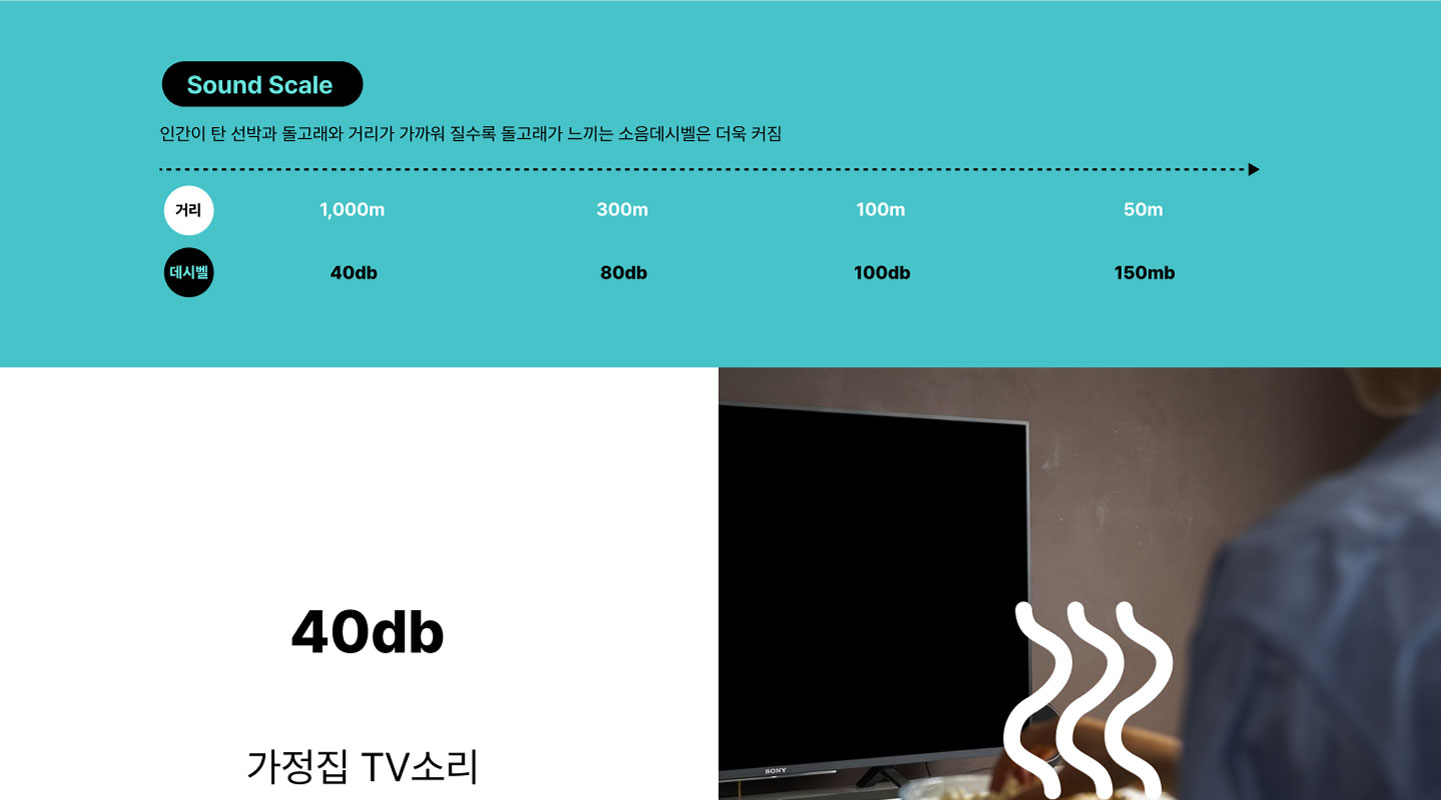 Sound Scale
인간이 탄 선박과 돌고래와 거리가 가까워 질수록 돌고래가 느끼는 소음데시벨은 더욱 커짐
거리 1,000m 300m 100m 50m
데시벨 40db 80db 100db 150mb
40db
가정집 TV소리
SONY